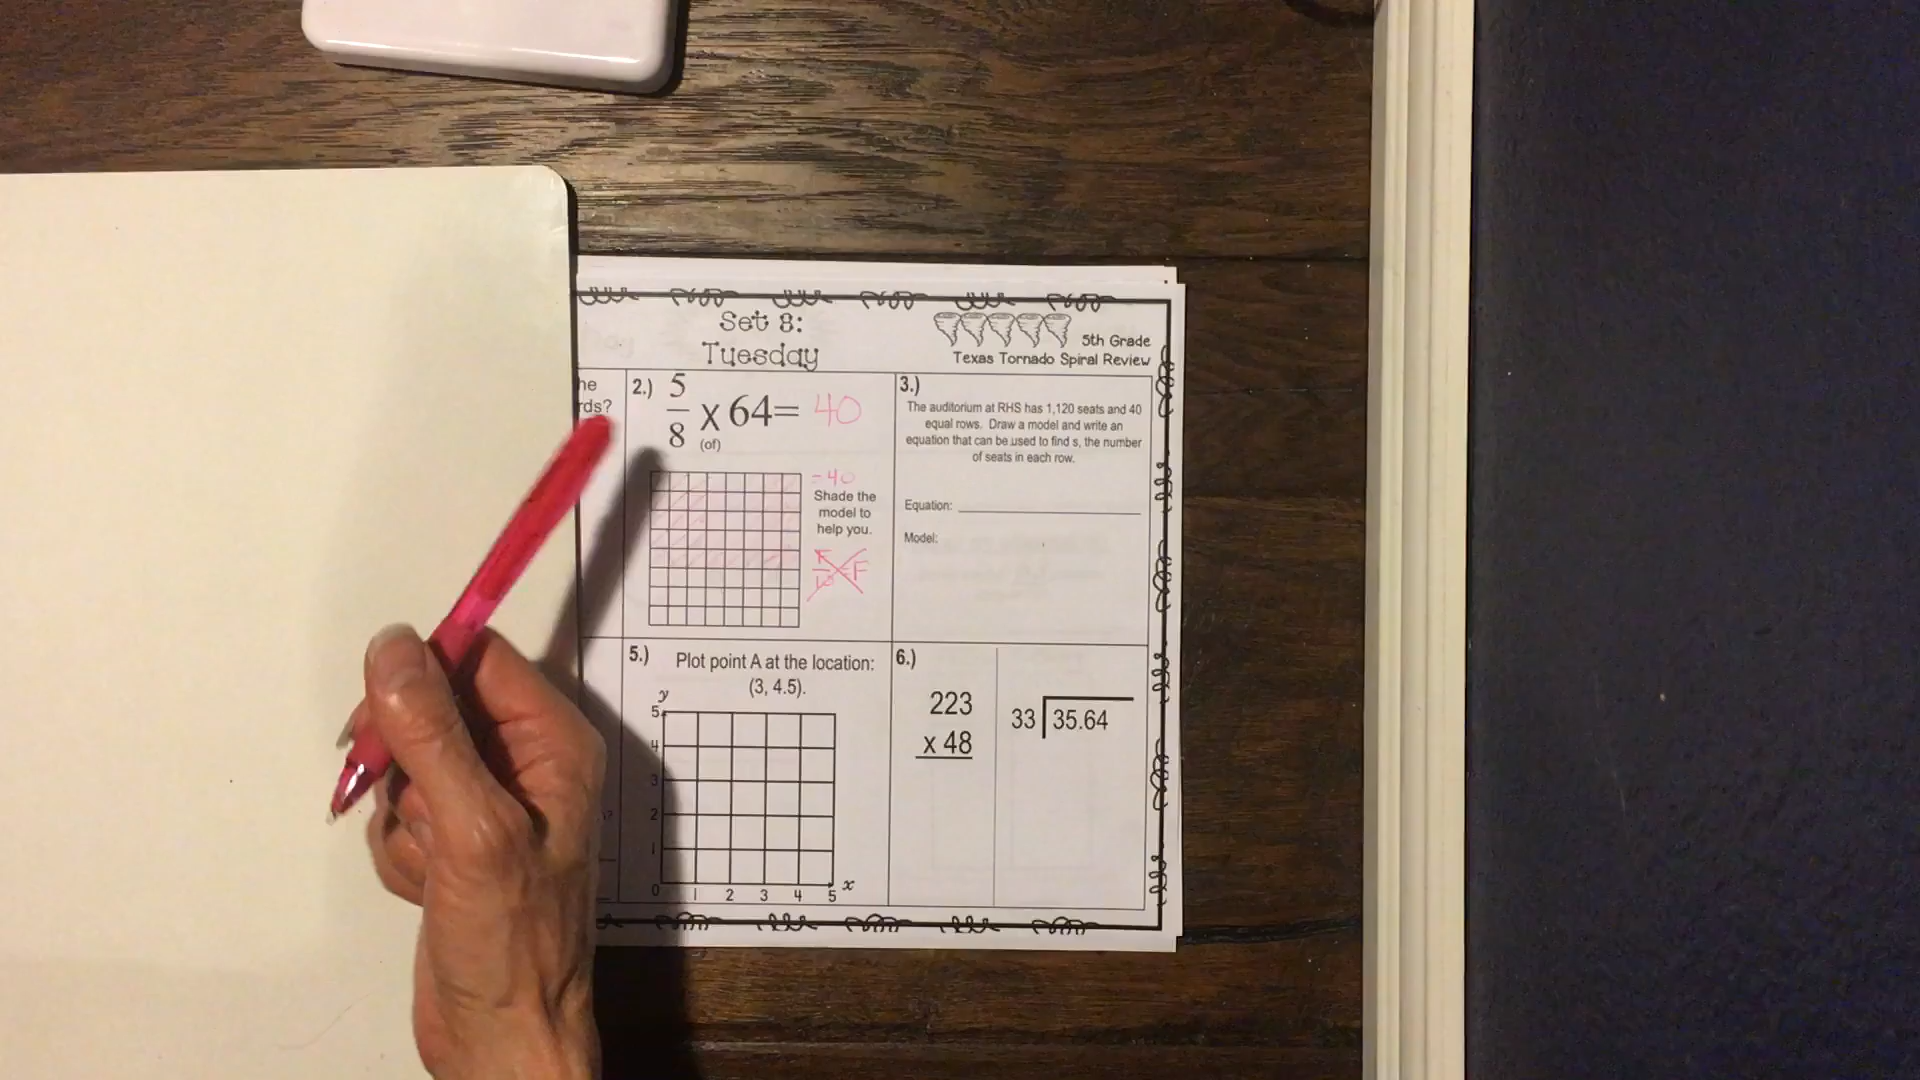 Set 8:
Tuesday
5th Grade
Texas Tornado Spiral Review
he
rds?
2.)
5
8
x 64= 40
(of)
-40
Shade the
model to
help you.
=F
3.)
The auditorium at RHS has 1,120 seats and 40
equal rows. Draw a model and write an
equation that can be used to find s, the number
of seats in each row.
Equation:
Model:
5.) Plot point A at the location:
(3, 4.5).
y
5
4
3
2
1
0 1 2 3 4 5 x
6.)
223
x 48
33 35.64